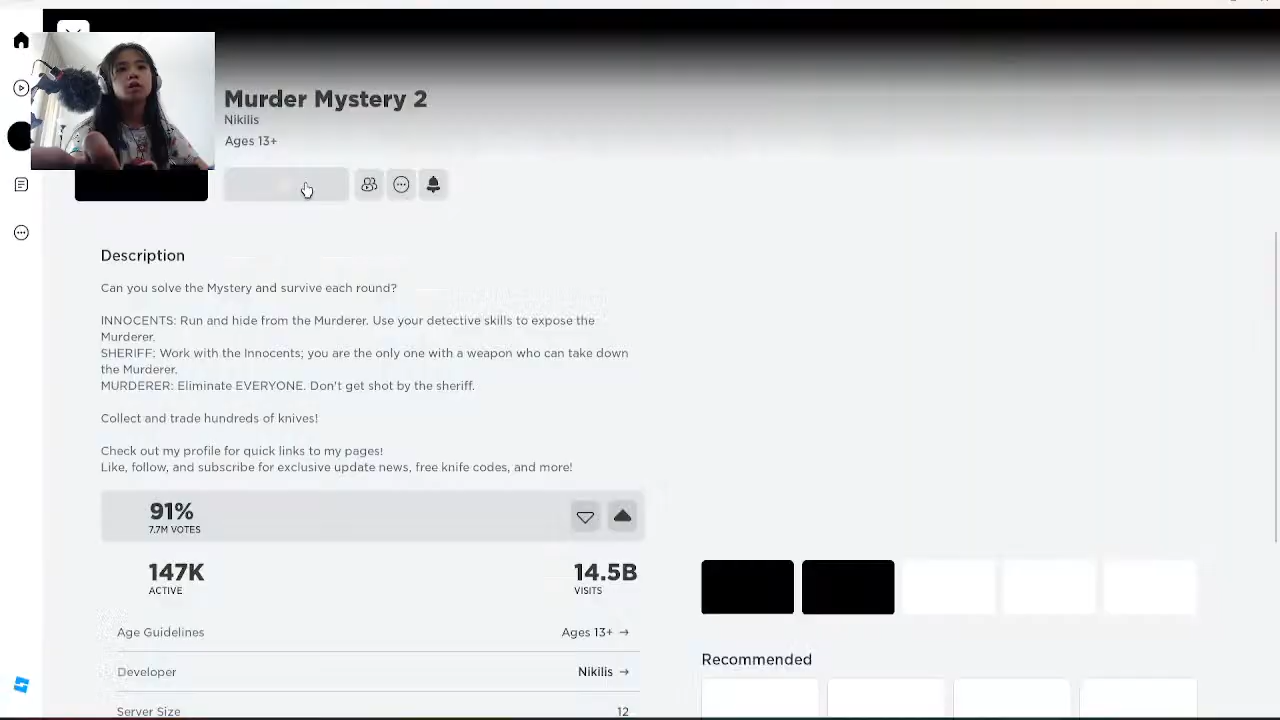 Murder Mystery 2
Nikilis
Ages 13+
Description
Can you solve the Mystery and survive each round?
INNOCENTS: Run and hide from the Murderer. Use your detective skills to expose the
Murderer.
SHERIFF: Work with the Innocents; you are the only one with a weapon who can take down
the Murderer.
MURDERER: Eliminate EVERYONE. Don't get shot by the sheriff.
Collect and trade hundreds of knives!
Check out my profile for quick links to my pages!
Like, follow, and subscribe for exclusive update news, free knife codes, and more!
91%
7.7M VOTES
147K
ACTIVE
14.5B
VISITS
Age Guidelines
Ages 13+
Developer
Nikilis
Server Size
12
Recommended